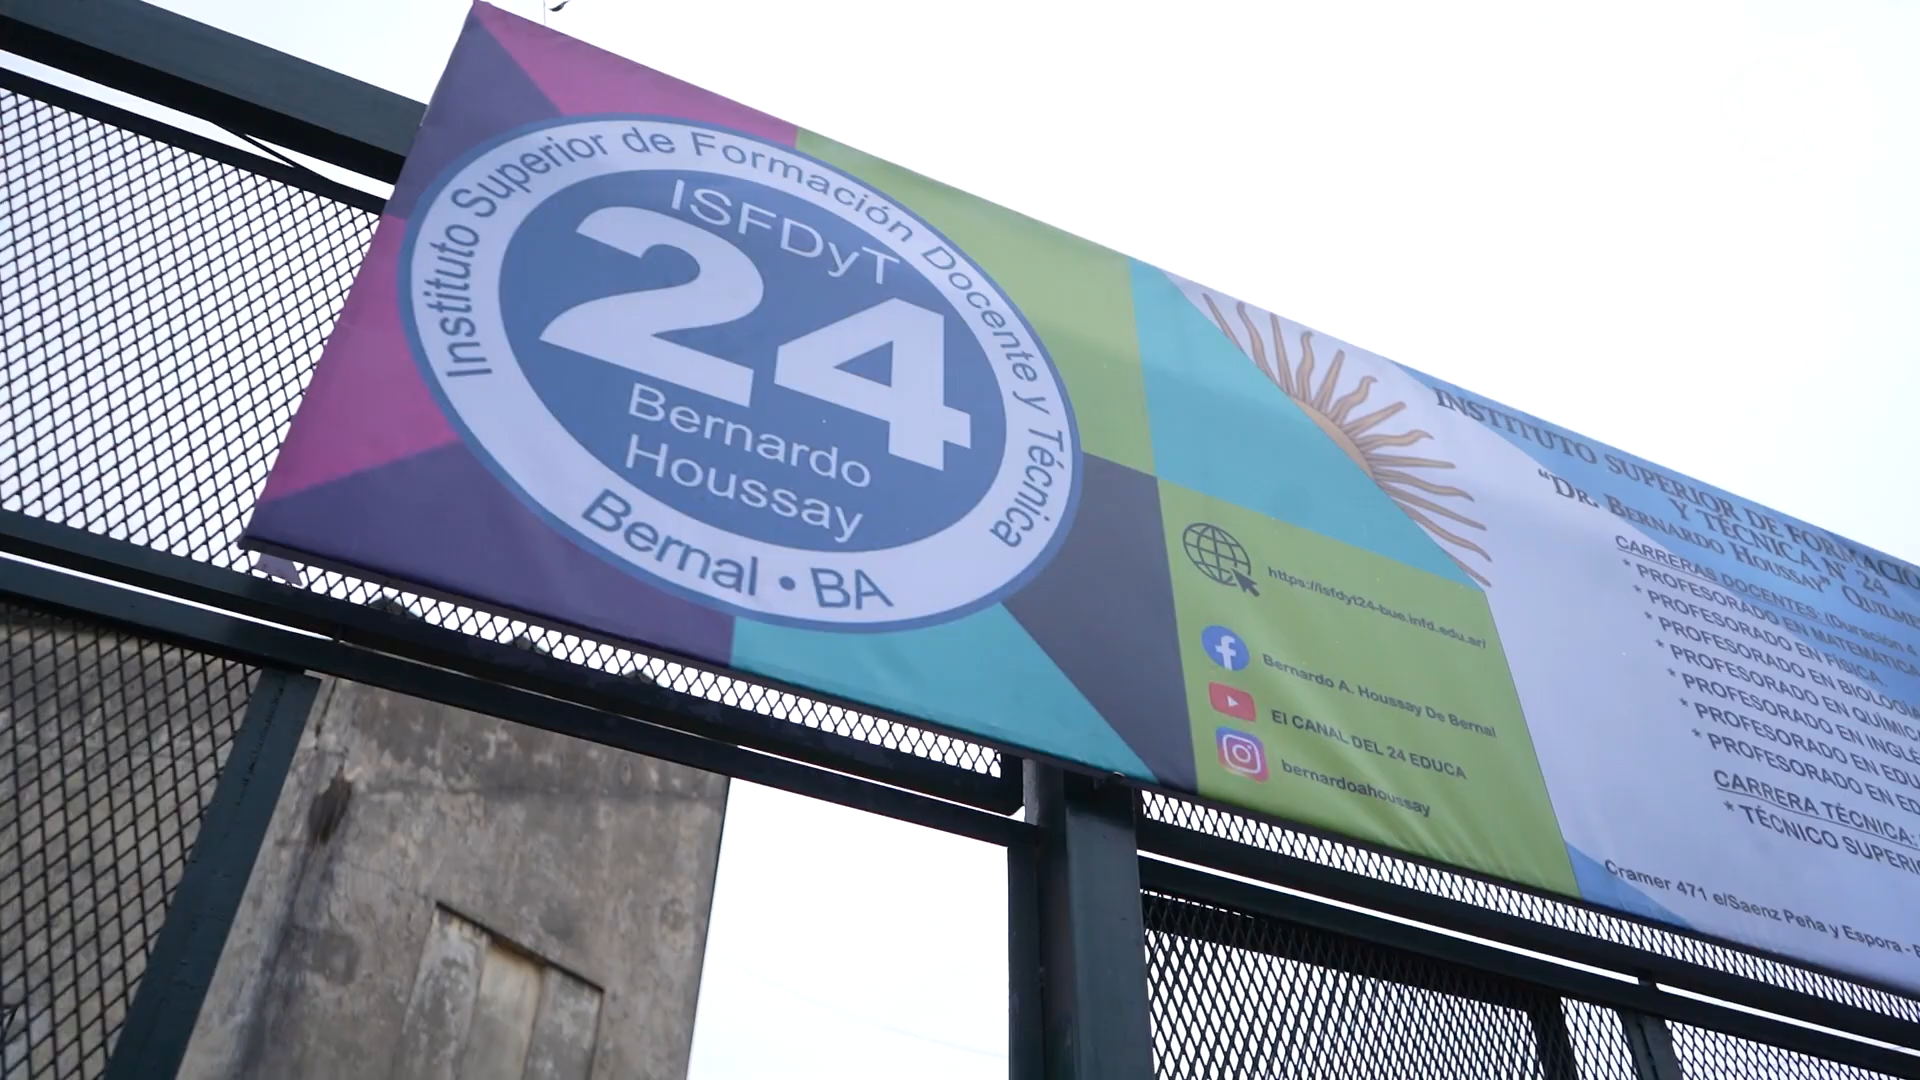 Instituto Superior de Formación Docente y Técnica
ISFDyT
24
Bernardo
Houssay
Bernal • BA
https://isfdyt24-bue.infd.edu.ar/
Bernardo A. Houssay De Bernal
El CANAL DEL 24 EDUCA
bernardoahoussay
INSTITUTO SUPERIOR DE FORMACIO
Y TÉCNICA N° 24
"DR. BERNARDO HOUSSAY" QUILME
CARRERAS DOCENTES: (Duración 4
* PROFESORADO EN MATEMÁTICA
* PROFESORADO EN FÍSICA
* PROFESORADO EN BIOLOGÍA
* PROFESORADO EN QUÍMICA
* PROFESORADO EN INGLÉ
* PROFESORADO EN EDU
* PROFESORADO EN ED
CARRERA TÉCNICA:
* TÉCNICO SUPERI
Cramer 471 e/Saenz Peña y Espora -